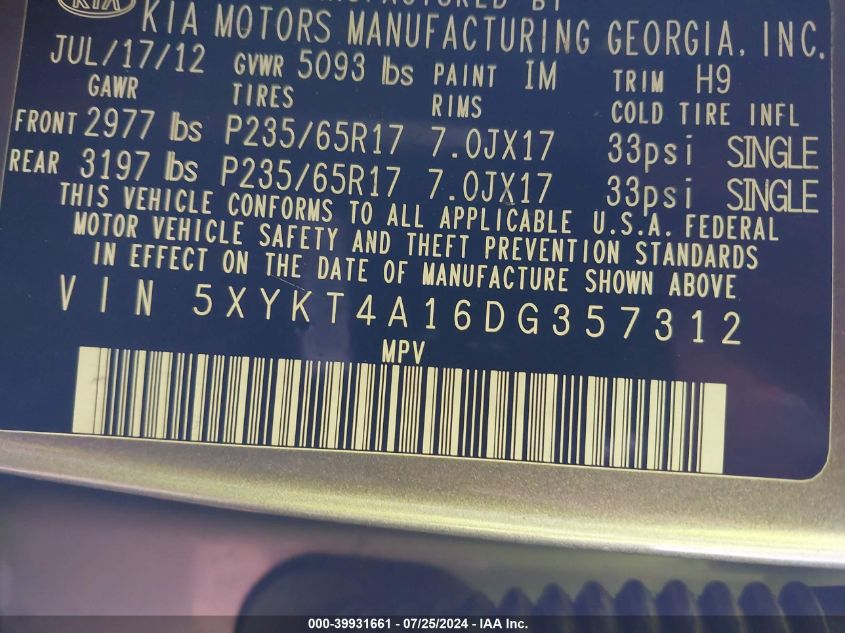 KIA
MANUFACTURED BY
KIA MOTORS MANUFACTURING GEORGIA, INC.
JUL/17/12 GVWR 5093 lbs PAINT IM TRIM H9
GAWR TIRES RIMS COLD TIRE INFL
FRONT 2977 lbs P235/65R17 7.0JX17 33psi SINGLE
REAR 3197 lbs P235/65R17 7.0JX17 33psi SINGLE
THIS VEHICLE CONFORMS TO ALL APPLICABLE U.S.A. FEDERAL
MOTOR VEHICLE SAFETY AND THEFT PREVENTION STANDARDS
IN EFFECT ON THE DATE OF MANUFACTURE SHOWN ABOVE
VIN 5XYKT4A16DG357312
MPV
000-39931661 / 07/25/2024 - IAA Inc.